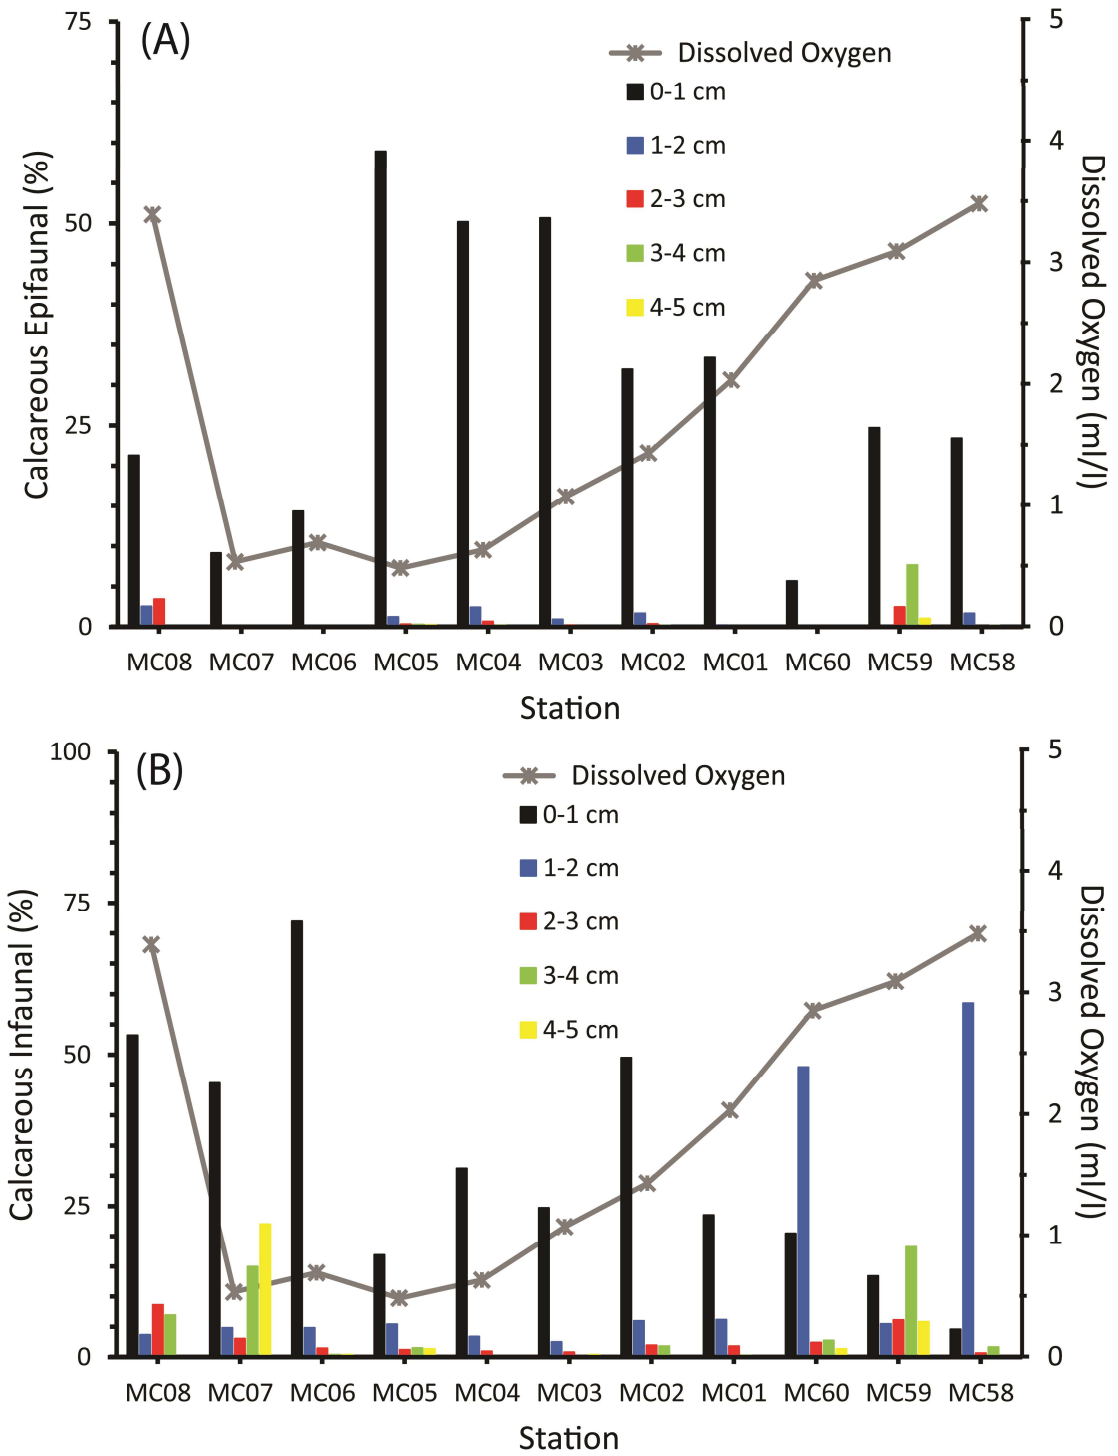 (A)
75
50
25
0
Calcareous Epifaunal (%)
Dissolved Oxygen
0-1 cm
1-2 cm
2-3 cm
3-4 cm
4-5 cm
5
4
3
2
1
0
Dissolved Oxygen (ml/l)
MC08 MC07 MC06 MC05 MC04 MC03 MC02 MC01 MC60 MC59 MC58
Station
(B)
100
75
50
25
0
Calcareous Infaunal (%)
Dissolved Oxygen
0-1 cm
1-2 cm
2-3 cm
3-4 cm
4-5 cm
5
4
3
2
1
0
Dissolved Oxygen (ml/l)
MC08 MC07 MC06 MC05 MC04 MC03 MC02 MC01 MC60 MC59 MC58
Station